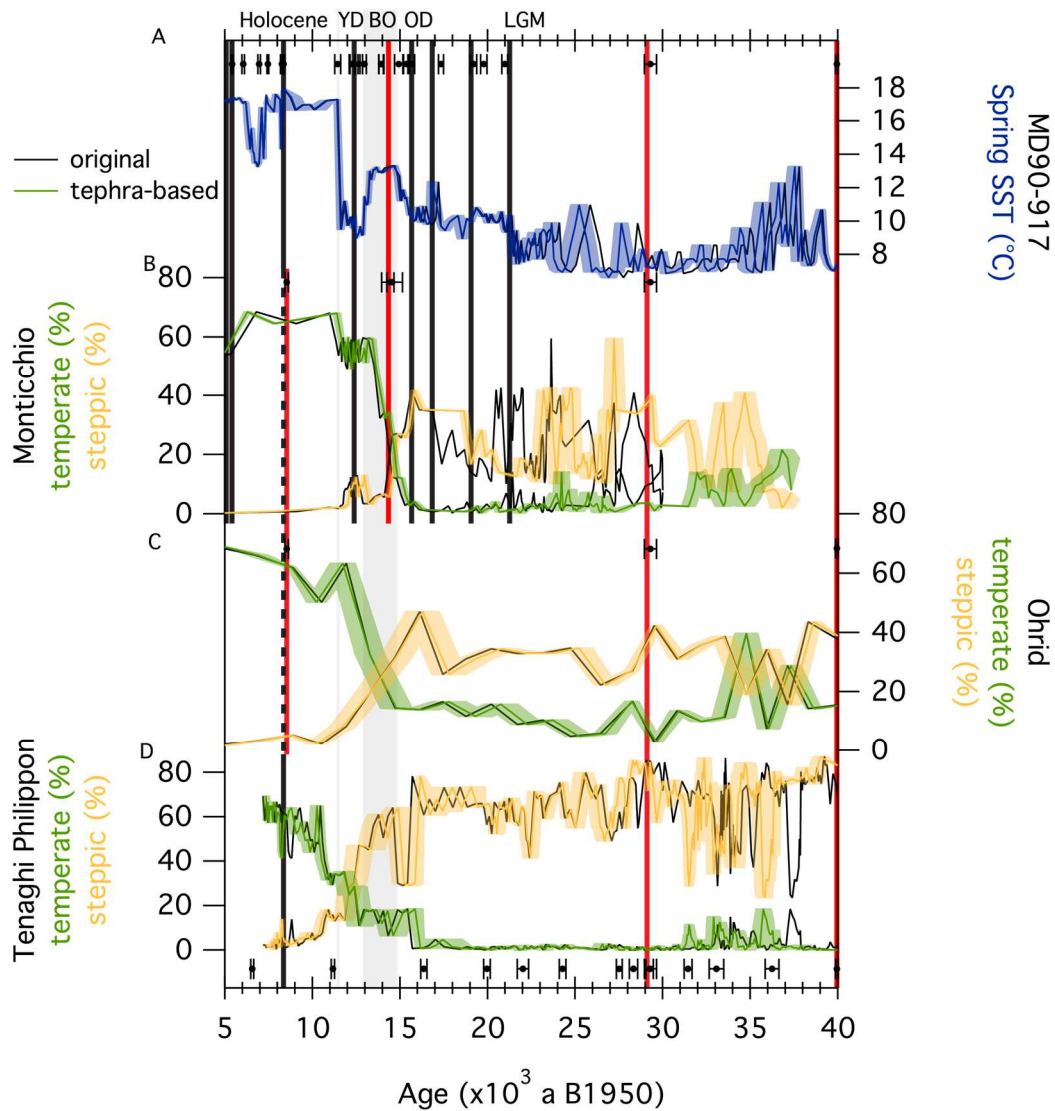 Holocene YD BO OD LGM
A
18
16
14
12
10
8
MD90-917
Spring SST (°C)
original
tephra-based
B
80
60
40
20
0
Monticchio
temperate (%)
steppic (%)
C
80
60
40
20
0
Ohrid
temperate (%)
steppic (%)
D
80
60
40
20
0
Tenaghi Philippon
temperate (%)
steppic (%)
5 10 15 20 25 30 35 40
Age (x10³ a B1950)